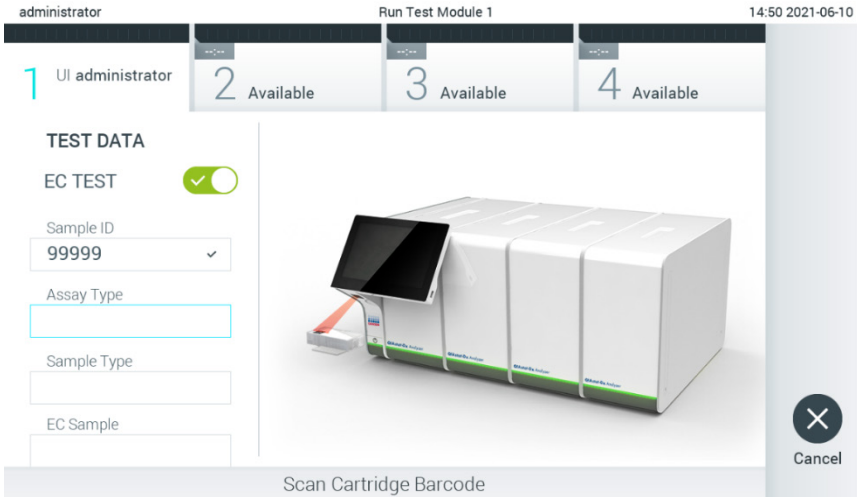 administrator Run Test Module 1 14:50 2021-06-10
--:-- --:-- --:--
1 UI administrator 2 Available 3 Available 4 Available
TEST DATA
EC TEST
Sample ID
99999
Assay Type
Sample Type
EC Sample
Cancel
Scan Cartridge Barcode